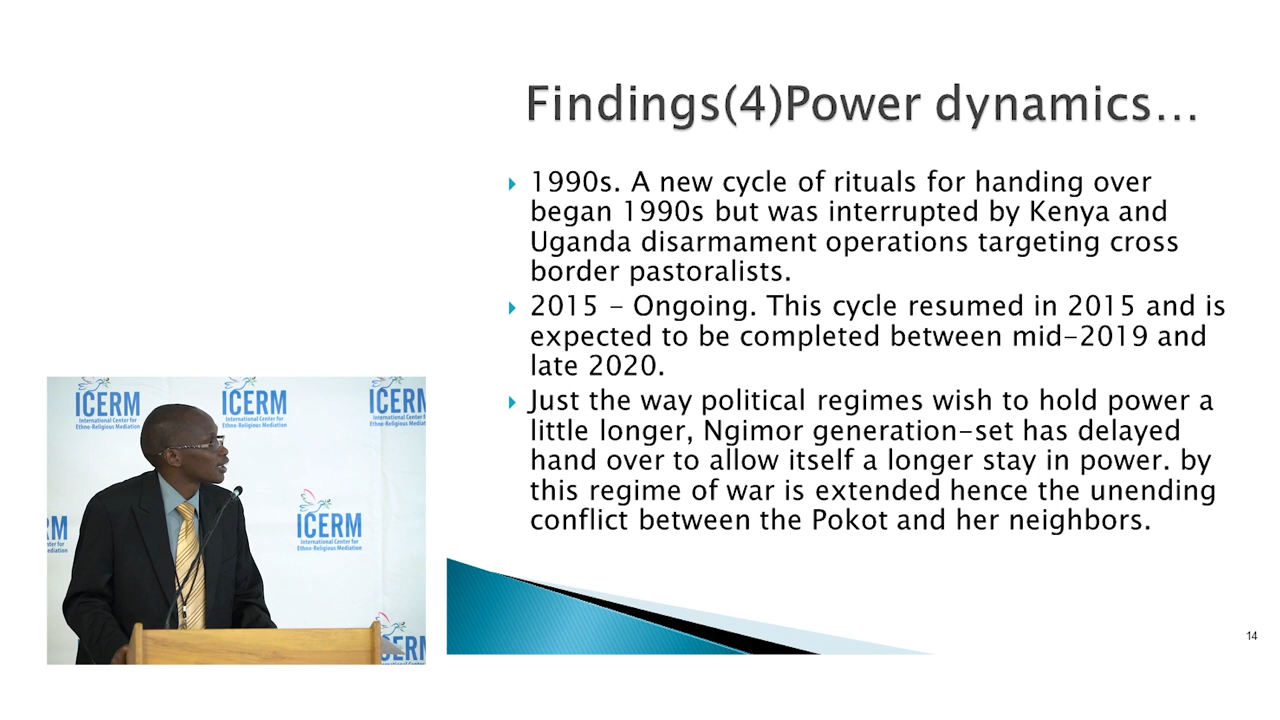 Findings(4)Power dynamics...
1990s. A new cycle of rituals for handing over
began 1990s but was interrupted by Kenya and
Uganda disarmament operations targeting cross
border pastoralists.
2015 – Ongoing. This cycle resumed in 2015 and is
expected to be completed between mid-2019 and
late 2020.
Just the way political regimes wish to hold power a
little longer, Ngimor generation-set has delayed
hand over to allow itself a longer stay in power. by
this regime of war is extended hence the unending
conflict between the Pokot and her neighbors.
14
ICERM
International Center for
Ethno-Religious Mediation
ICERM
International Center for
Ethno-Religious Mediation
ICERM
International Center
Ethno-Religious Mediat
ICERM
International Center for
Ethno-Religious Mediation
RM
ter for
ediation
ICERM